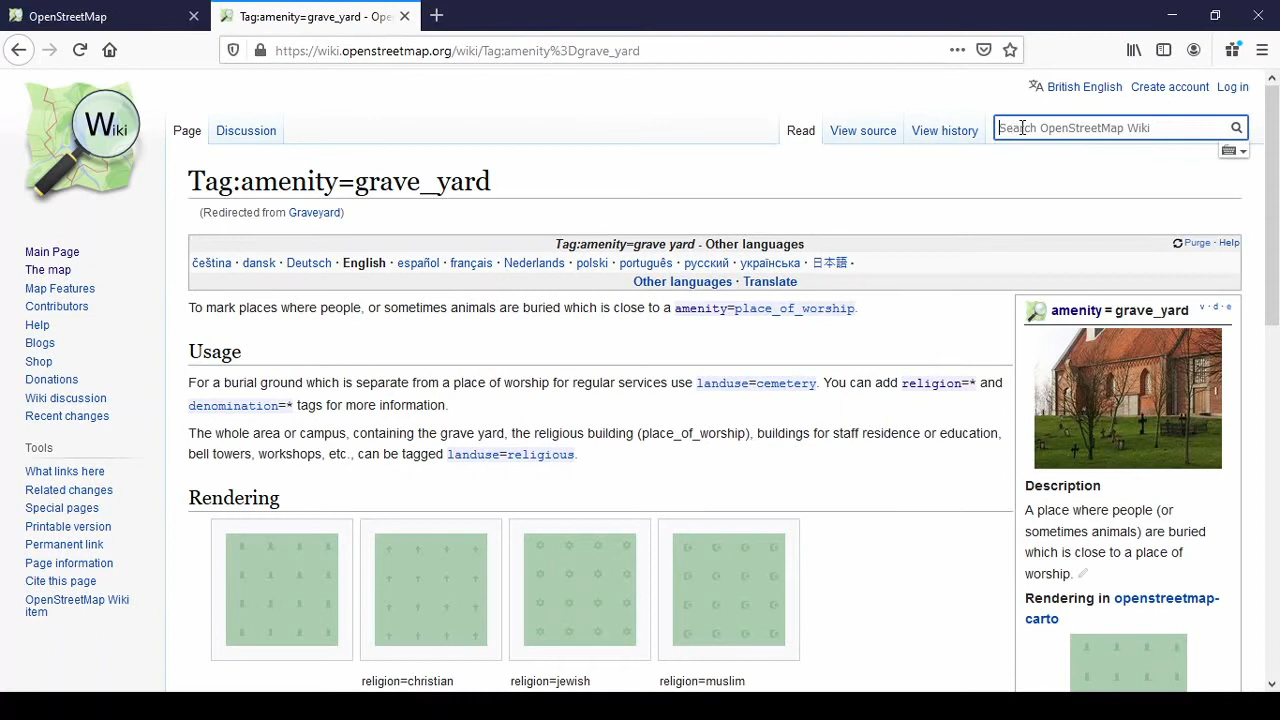 OpenStreetMap
Tag:amenity=grave_yard - Ope
https://wiki.openstreetmap.org/wiki/Tag:amenity%3Dgrave_yard
British English Create account Log in
Wiki
Page Discussion Read View source View history Search OpenStreetMap Wiki
Tag:amenity=grave_yard
(Redirected from Graveyard)
Tag:amenity=grave yard - Other languages
Purge · Help
čeština · dansk · Deutsch · English · español · français · Nederlands · polski · português · русский · українська · 日本語 ·
Other languages · Translate
To mark places where people, or sometimes animals are buried which is close to a amenity=place_of_worship.
Usage
For a burial ground which is separate from a place of worship for regular services use landuse=cemetery. You can add religion=* and
denomination=* tags for more information.
The whole area or campus, containing the grave yard, the religious building (place_of_worship), buildings for staff residence or education,
bell towers, workshops, etc., can be tagged landuse=religious.
Rendering
religion=christian
religion=jewish
religion=muslim
amenity = grave_yard
v · d · e
Description
A place where people (or
sometimes animals) are buried
which is close to a place of
worship.
Rendering in openstreetmap-
carto
Main Page
The map
Map Features
Contributors
Help
Blogs
Shop
Donations
Wiki discussion
Recent changes
Tools
What links here
Related changes
Special pages
Printable version
Permanent link
Page information
Cite this page
OpenStreetMap Wiki
item